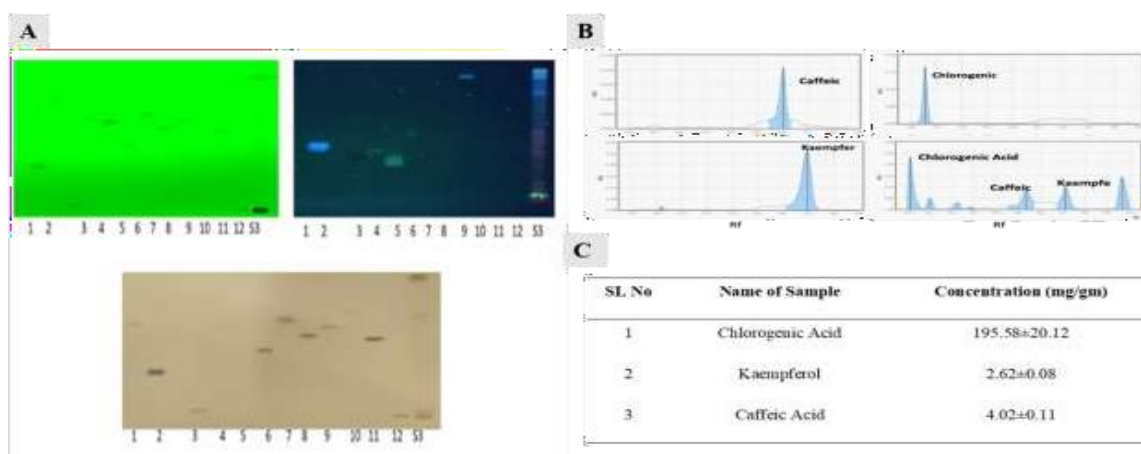 A
1 2 3 4 5 6 7 8 9 10 11 12 S3
1 2 3 4 5 6 7 8 9 10 11 12 S3
1 2 3 4 5 6 7 8 9 10 11 12 S3
B
Caffeic
Chlorogenic
Kaempfer
Rf
Chlorogenic Acid
Caffeic
Kaempfe
Rf
C
SL No Name of Sample Concentration (mg/gm)
1 Chlorogenic Acid 195.58±20.12
2 Kaempferol 2.62±0.08
3 Caffeic Acid 4.02±0.11